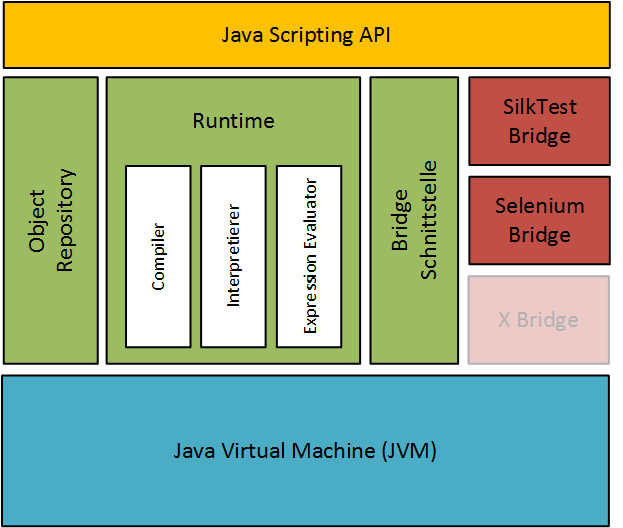 Java Scripting API
Object
Repository
Runtime
Compiler
Interpretierer
Expression Evaluator
Bridge
Schnittstelle
SilkTest
Bridge
Selenium
Bridge
X Bridge
Java Virtual Machine (JVM)